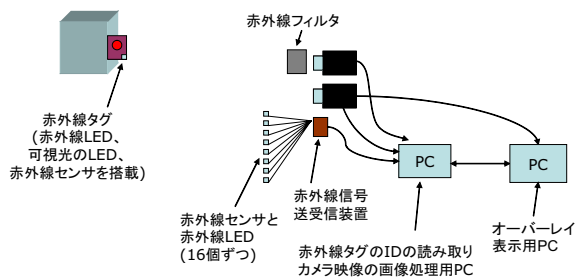 赤外線フィルタ
赤外線タグ
(赤外線LED、
可視光のLED、
赤外線センサを搭載)
PC
PC
赤外線センサと
赤外線LED
(16個ずつ)
赤外線信号
送受信装置
赤外線タグのIDの読み取り
カメラ映像の画像処理用PC
オーバーレイ
表示用PC